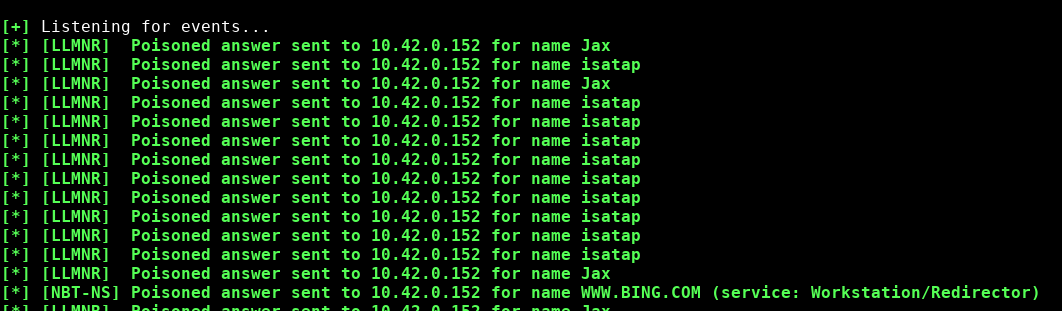 [+] Listening for events...
[*] [LLMNR]  Poisoned answer sent to 10.42.0.152 for name Jax
[*] [LLMNR]  Poisoned answer sent to 10.42.0.152 for name isatap
[*] [LLMNR]  Poisoned answer sent to 10.42.0.152 for name Jax
[*] [LLMNR]  Poisoned answer sent to 10.42.0.152 for name isatap
[*] [LLMNR]  Poisoned answer sent to 10.42.0.152 for name isatap
[*] [LLMNR]  Poisoned answer sent to 10.42.0.152 for name isatap
[*] [LLMNR]  Poisoned answer sent to 10.42.0.152 for name isatap
[*] [LLMNR]  Poisoned answer sent to 10.42.0.152 for name isatap
[*] [LLMNR]  Poisoned answer sent to 10.42.0.152 for name isatap
[*] [LLMNR]  Poisoned answer sent to 10.42.0.152 for name isatap
[*] [LLMNR]  Poisoned answer sent to 10.42.0.152 for name isatap
[*] [LLMNR]  Poisoned answer sent to 10.42.0.152 for name isatap
[*] [LLMNR]  Poisoned answer sent to 10.42.0.152 for name Jax
[*] [NBT-NS] Poisoned answer sent to 10.42.0.152 for name WWW.BING.COM (service: Workstation/Redirector)
[*] [LLMNR]  Poisoned answer sent to 10.42.0.152 for name Jax